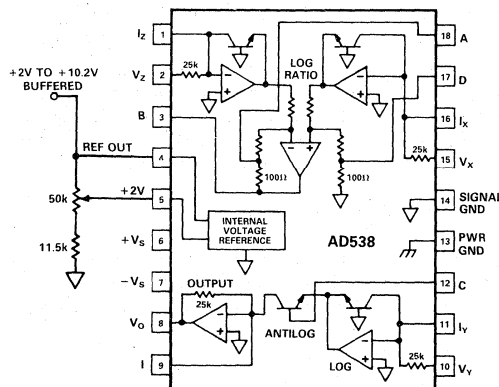 I_Z 1
18 A
25k
LOG
RATIO
+2V TO +10.2V
BUFFERED
V_Z 2
17 D
B 3
16 I_X
25k
REF OUT 4
100Ω
100Ω
15 V_X
50k
+2V 5
14 SIGNAL
GND
INTERNAL
VOLTAGE
REFERENCE
+V_S 6
AD538
13 PWR
GND
11.5k
-V_S 7
OUTPUT
12 C
25k
V_O 8
ANTILOG
11 I_Y
LOG
25k
I 9
10 V_Y